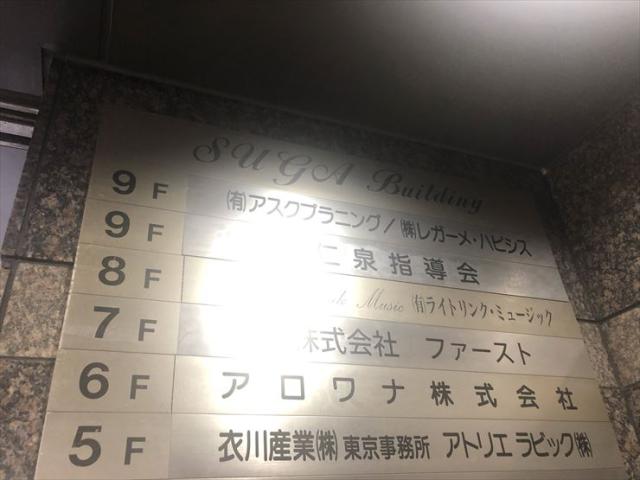 SUGA Building
9F ㈲アスクプラニング/㈱レガーメ・ハピシス
9F 仁泉指導会
8F Music ㈲ライトリンク・ミュージック
7F 株式会社 ファースト
6F アロワナ株式会社
5F 衣川産業㈱東京事務所 アトリエ ラビック㈱